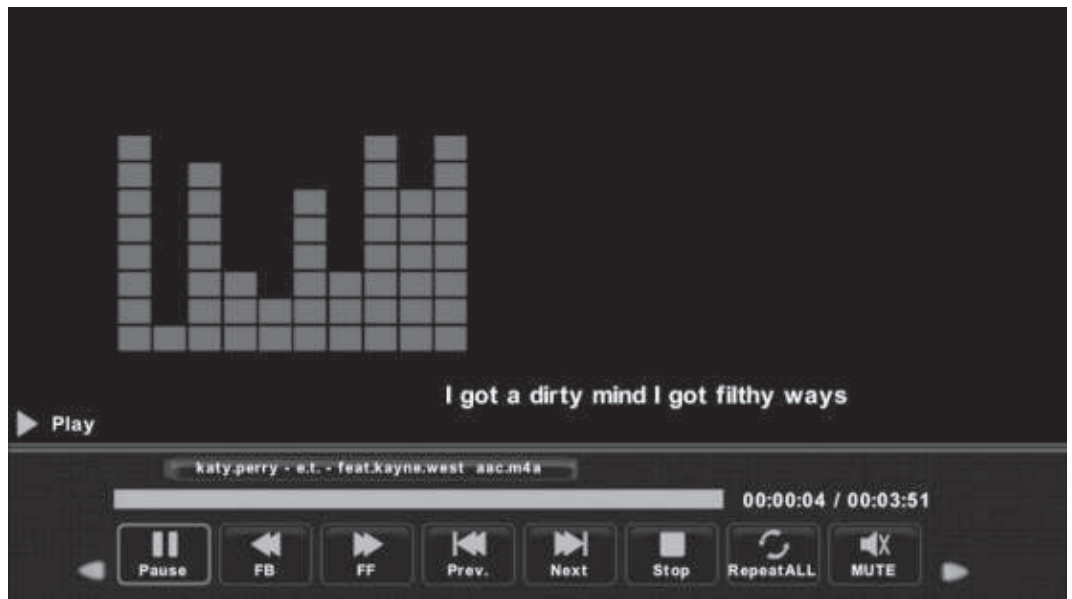 I got a dirty mind I got filthy ways
Play
katy.perry - e.t. - feat.kayne.west aac.m4a
00:00:04 / 00:03:51
Pause FB FF Prev. Next Stop RepeatALL MUTE